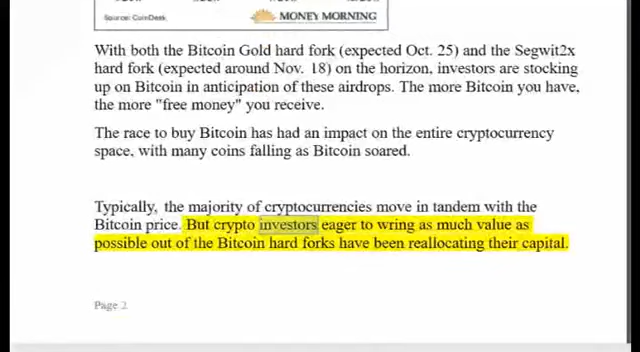 Source: CoinDesk
MONEY MORNING
With both the Bitcoin Gold hard fork (expected Oct. 25) and the Segwit2x
hard fork (expected around Nov. 18) on the horizon, investors are stocking
up on Bitcoin in anticipation of these airdrops. The more Bitcoin you have,
the more "free money" you receive.
The race to buy Bitcoin has had an impact on the entire cryptocurrency
space, with many coins falling as Bitcoin soared.
Typically, the majority of cryptocurrencies move in tandem with the
Bitcoin price. But crypto investors eager to wring as much value as
possible out of the Bitcoin hard forks have been reallocating their capital.
Page 2